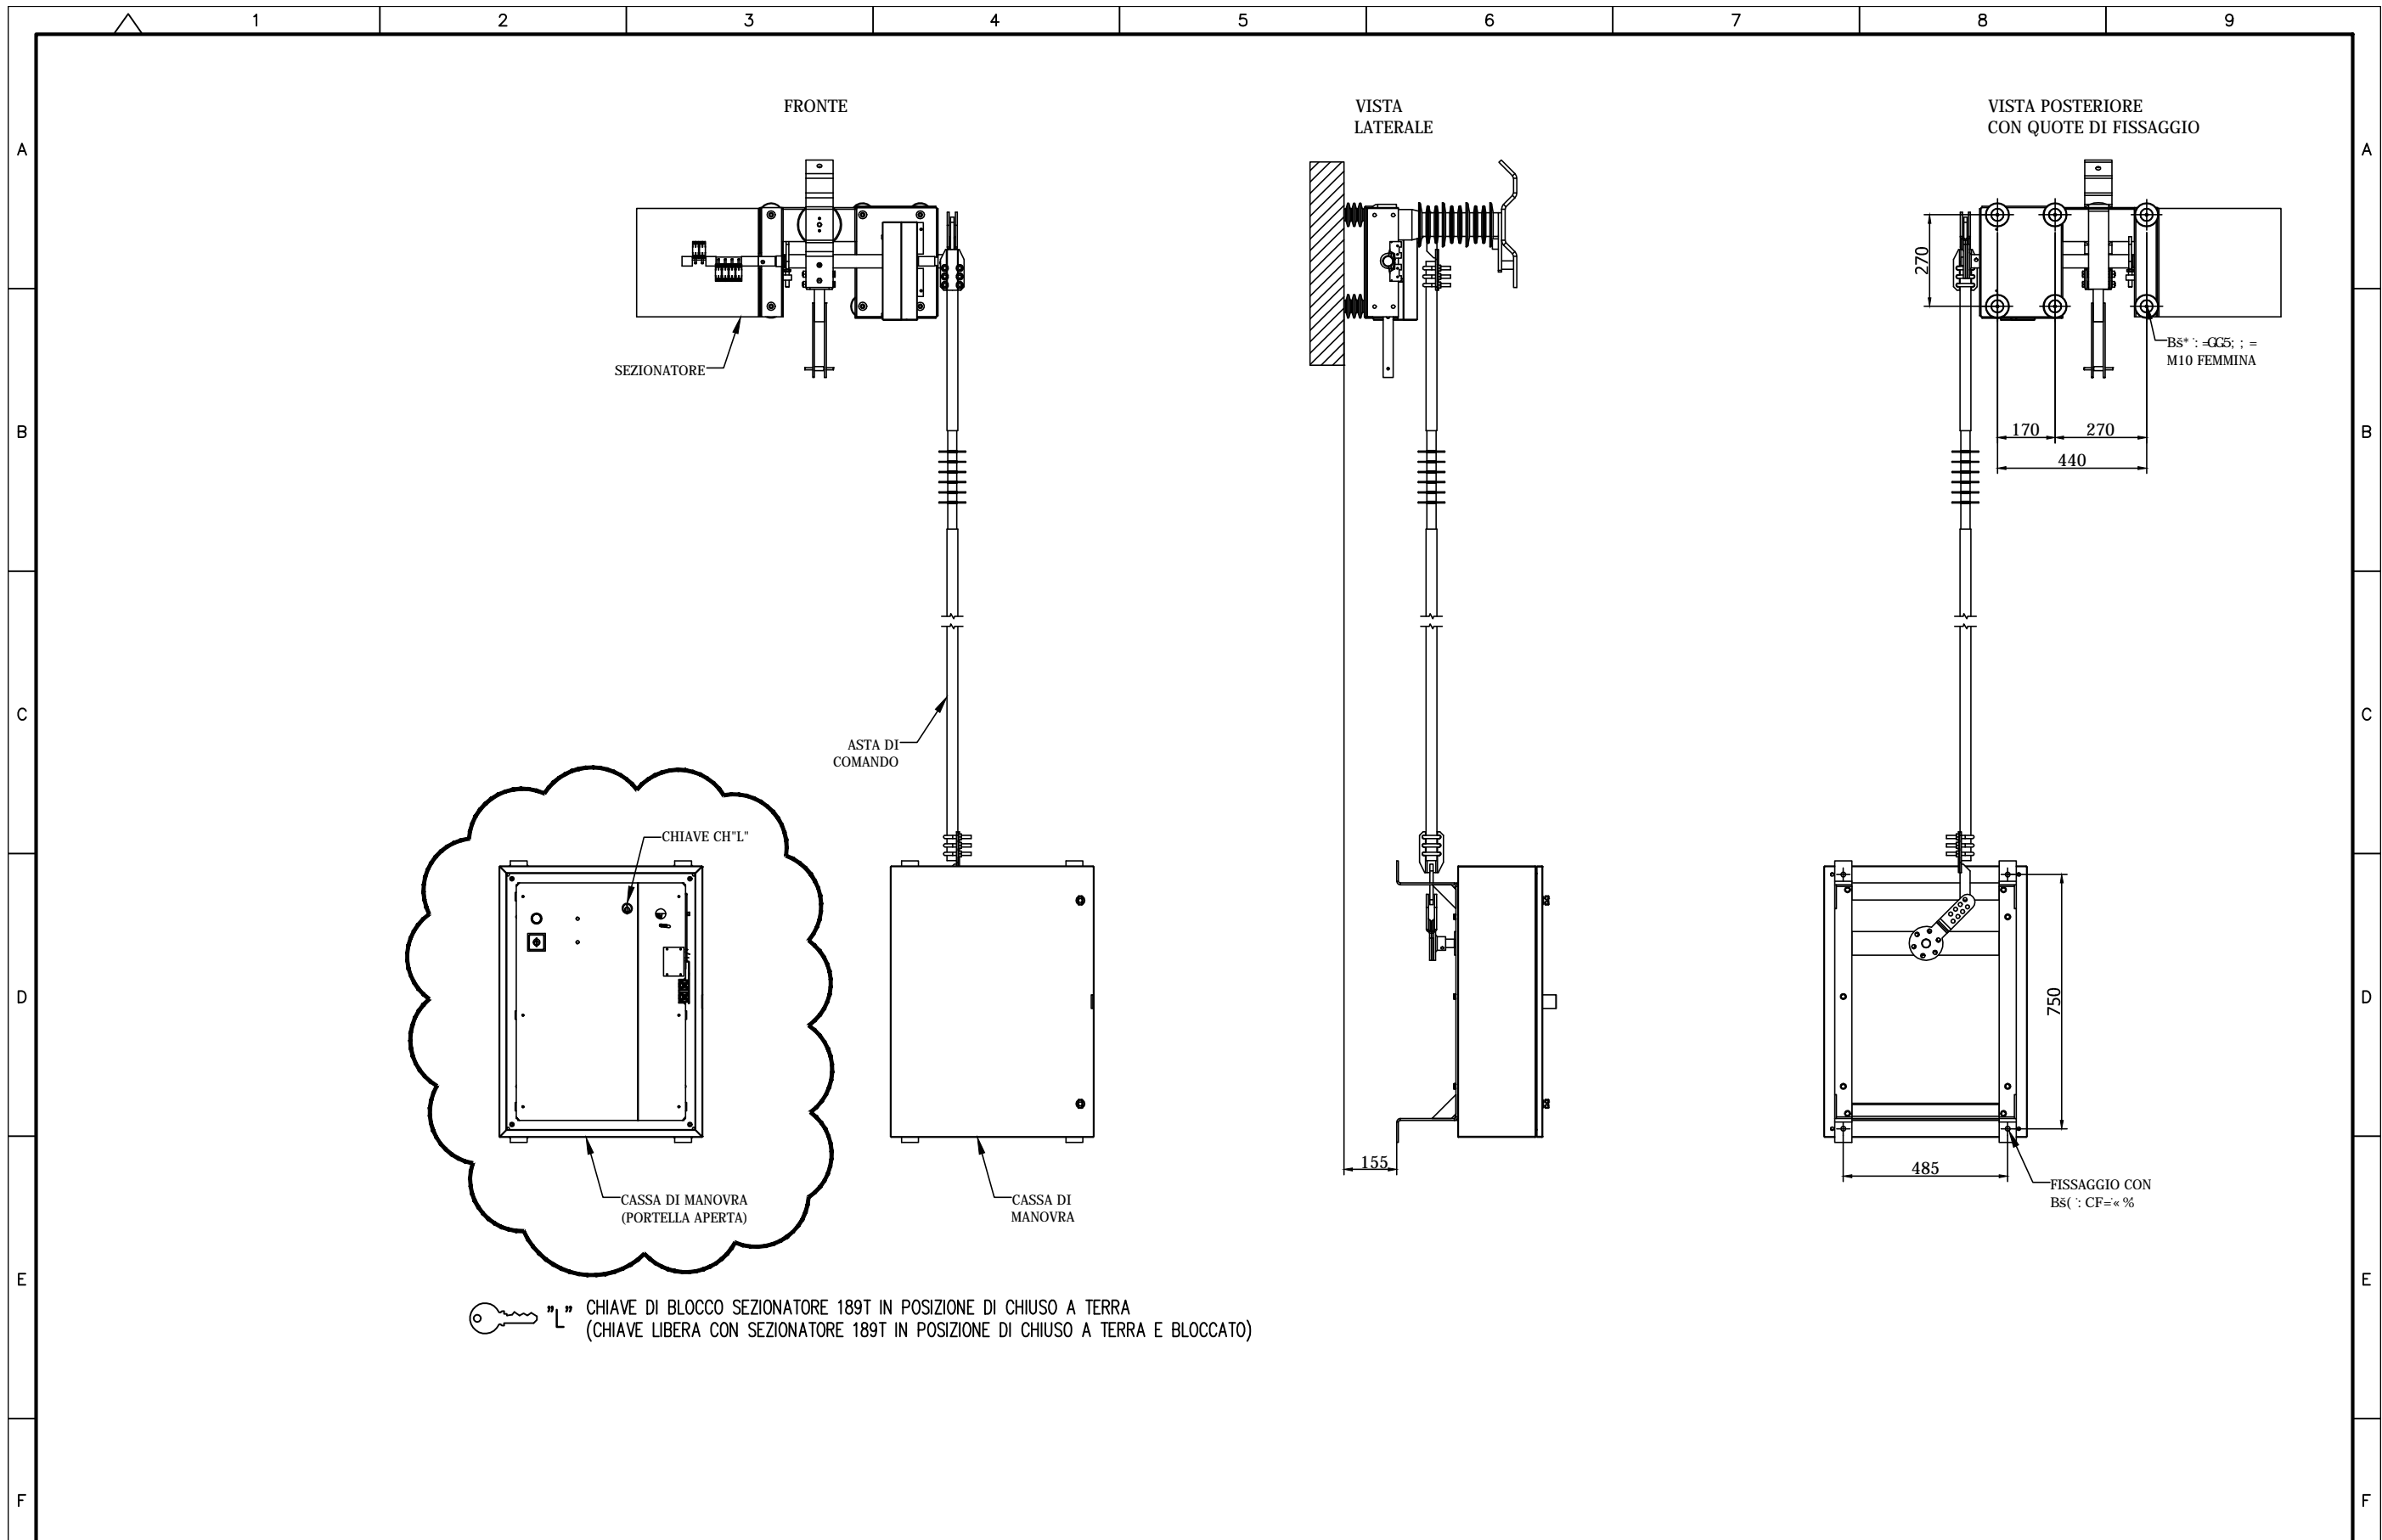 1 2 3 4 5 6 7 8 9
FRONTE
VISTA
LATERALE
VISTA POSTERIORE
CON QUOTE DI FISSAGGIO
A A
270
SEZIONATORE
M10 FEMMINA
B B
170 270
440
C C
ASTA DI
COMANDO
CHIAVE CH"L"
D D
750
155
485
CASSA DI MANOVRA
(PORTELLA APERTA)
CASSA DI
MANOVRA
FISSAGGIO CON
E E
"L" CHIAVE DI BLOCCO SEZIONATORE 189T IN POSIZIONE DI CHIUSO A TERRA
(CHIAVE LIBERA CON SEZIONATORE 189T IN POSIZIONE DI CHIUSO A TERRA E BLOCCATO)
F F